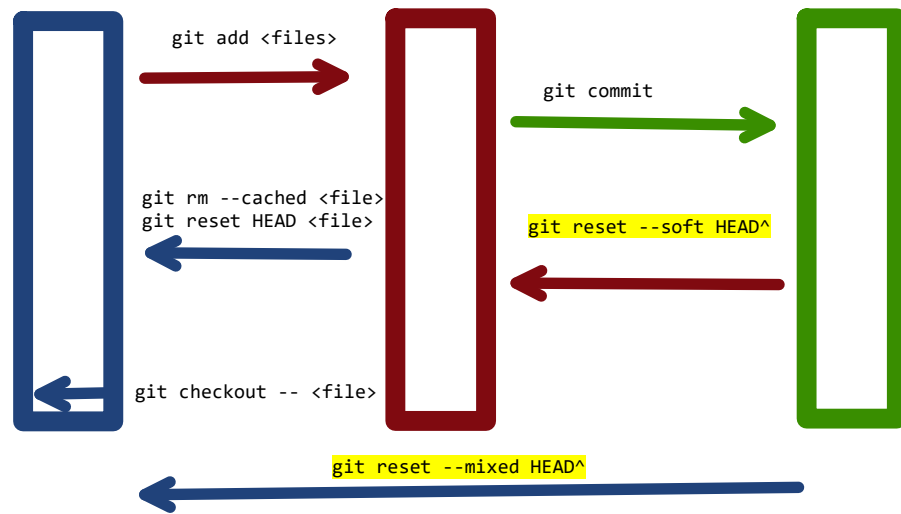 git add <files>
git commit
git rm --cached <file>
git reset HEAD <file>
git reset --soft HEAD^
git checkout -- <file>
git reset --mixed HEAD^